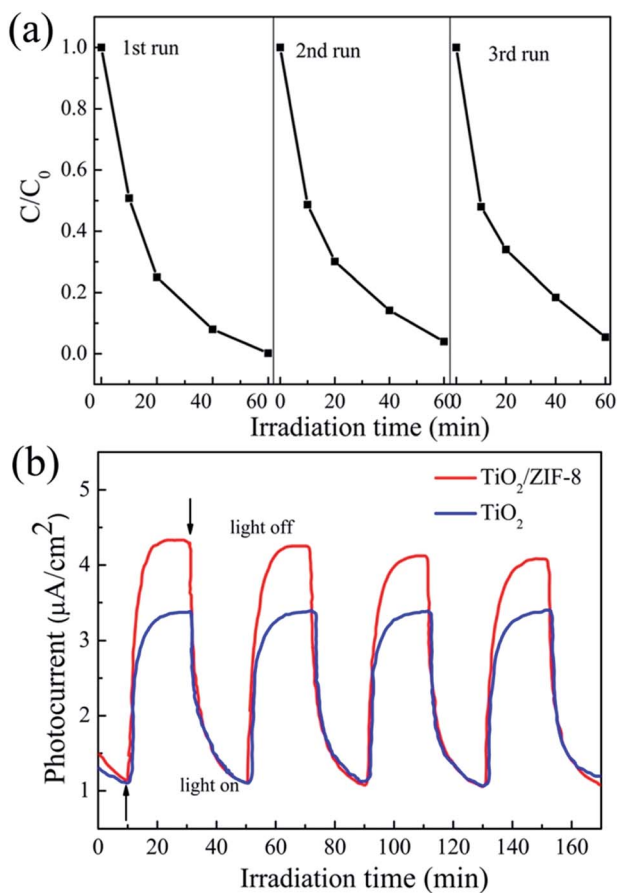 (a)
1.0
0.8
0.6
0.4
0.2
0.0
C/C₀
1st run
2nd run
3rd run
0 20 40 60 0 20 40 60 0 20 40 60
Irradiation time (min)
(b)
5
4
3
2
1
Photocurrent (μA/cm²)
TiO₂/ZIF-8
TiO₂
light off
light on
0 20 40 60 80 100 120 140 160
Irradiation time (min)